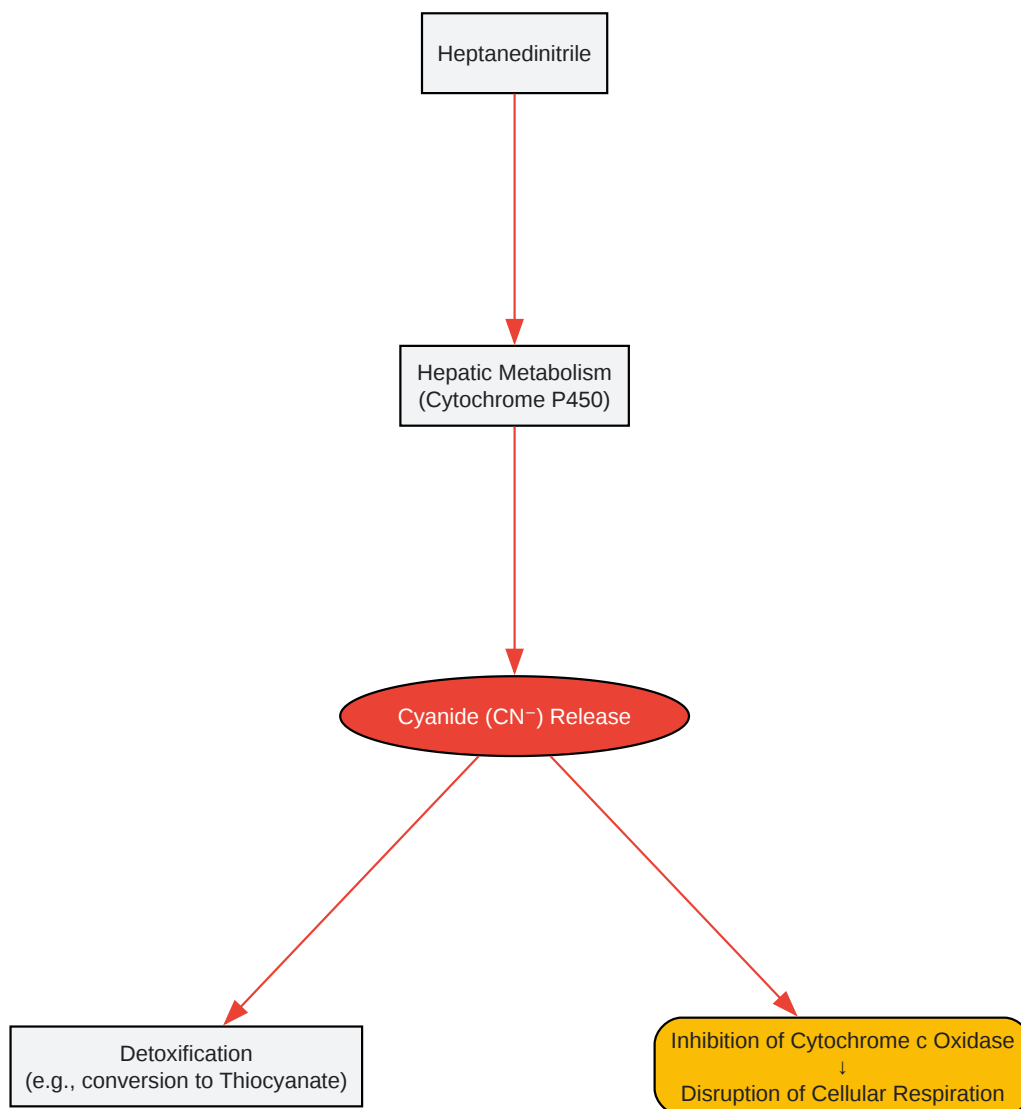 Heptanedinitrile
Hepatic Metabolism
(Cytochrome P450)
Cyanide (CN⁻) Release
Detoxification
(e.g., conversion to Thiocyanate)
Inhibition of Cytochrome c Oxidase
↓
Disruption of Cellular Respiration